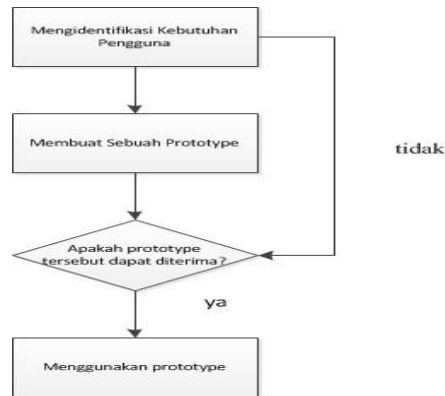 Mengidentifikasi Kebutuhan
Pengguna
Membuat Sebuah Prototype
tidak
Apakah prototype
tersebut dapat diterima?
ya
Menggunakan prototype